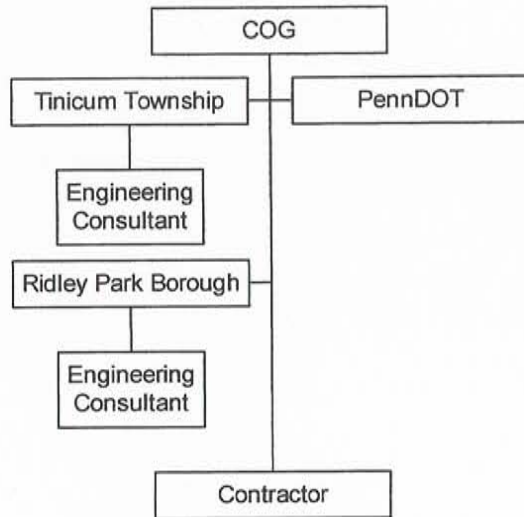 COG
Tinicum Township
PennDOT
Engineering
Consultant
Ridley Park Borough
Engineering
Consultant
Contractor